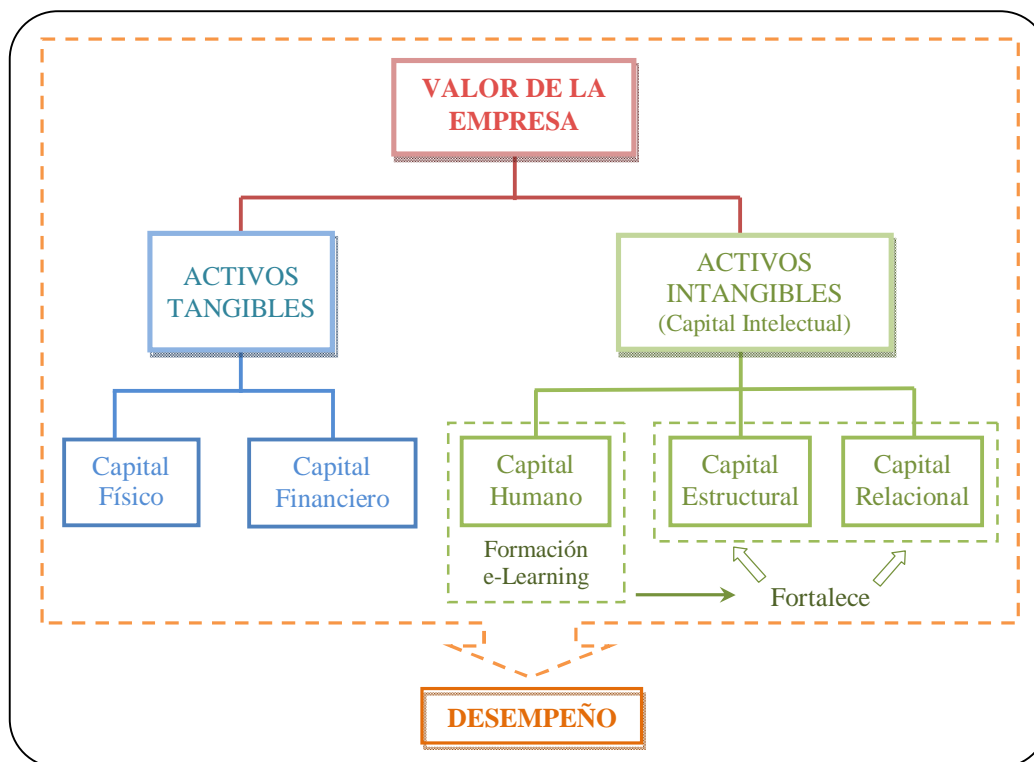 VALOR DE LA
EMPRESA
ACTIVOS
TANGIBLES
ACTIVOS
INTANGIBLES
(Capital Intelectual)
Capital
Físico
Capital
Financiero
Capital
Humano
Capital
Estructural
Capital
Relacional
Formación
e-Learning
Fortalece
DESEMPEÑO